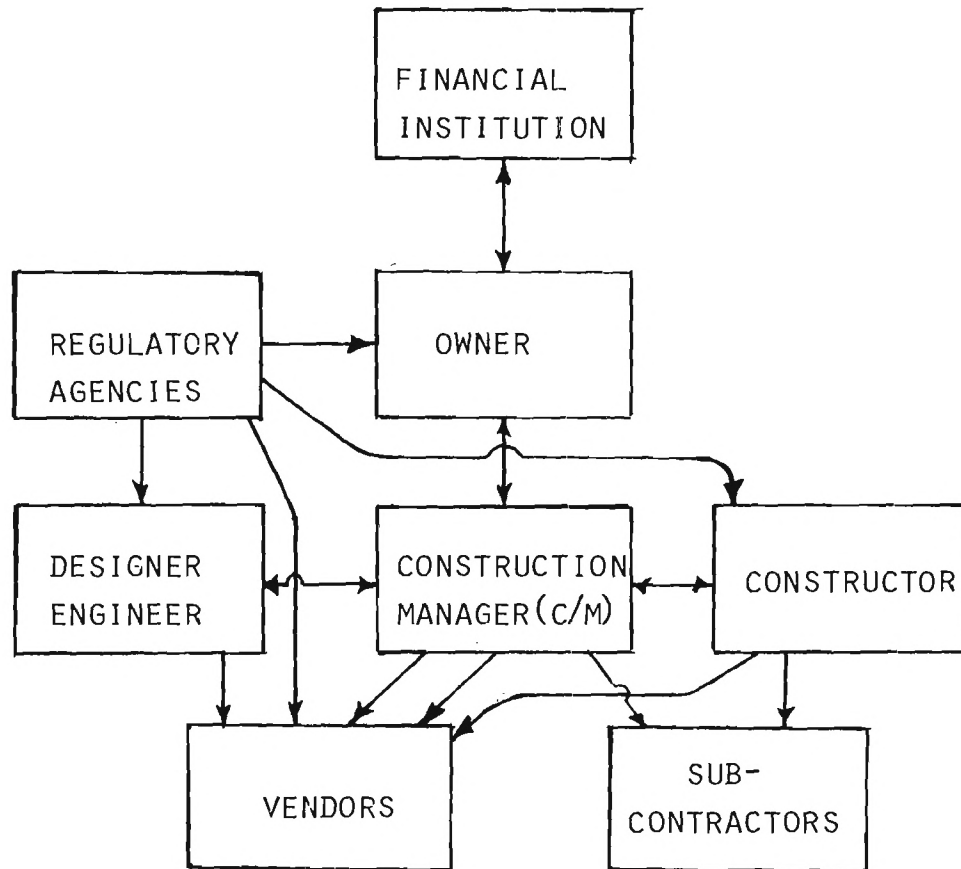 FINANCIAL
INSTITUTION
REGULATORY
AGENCIES
OWNER
DESIGNER
ENGINEER
CONSTRUCTION
MANAGER(C/M)
CONSTRUCTOR
VENDORS
SUB-
CONTRACTORS